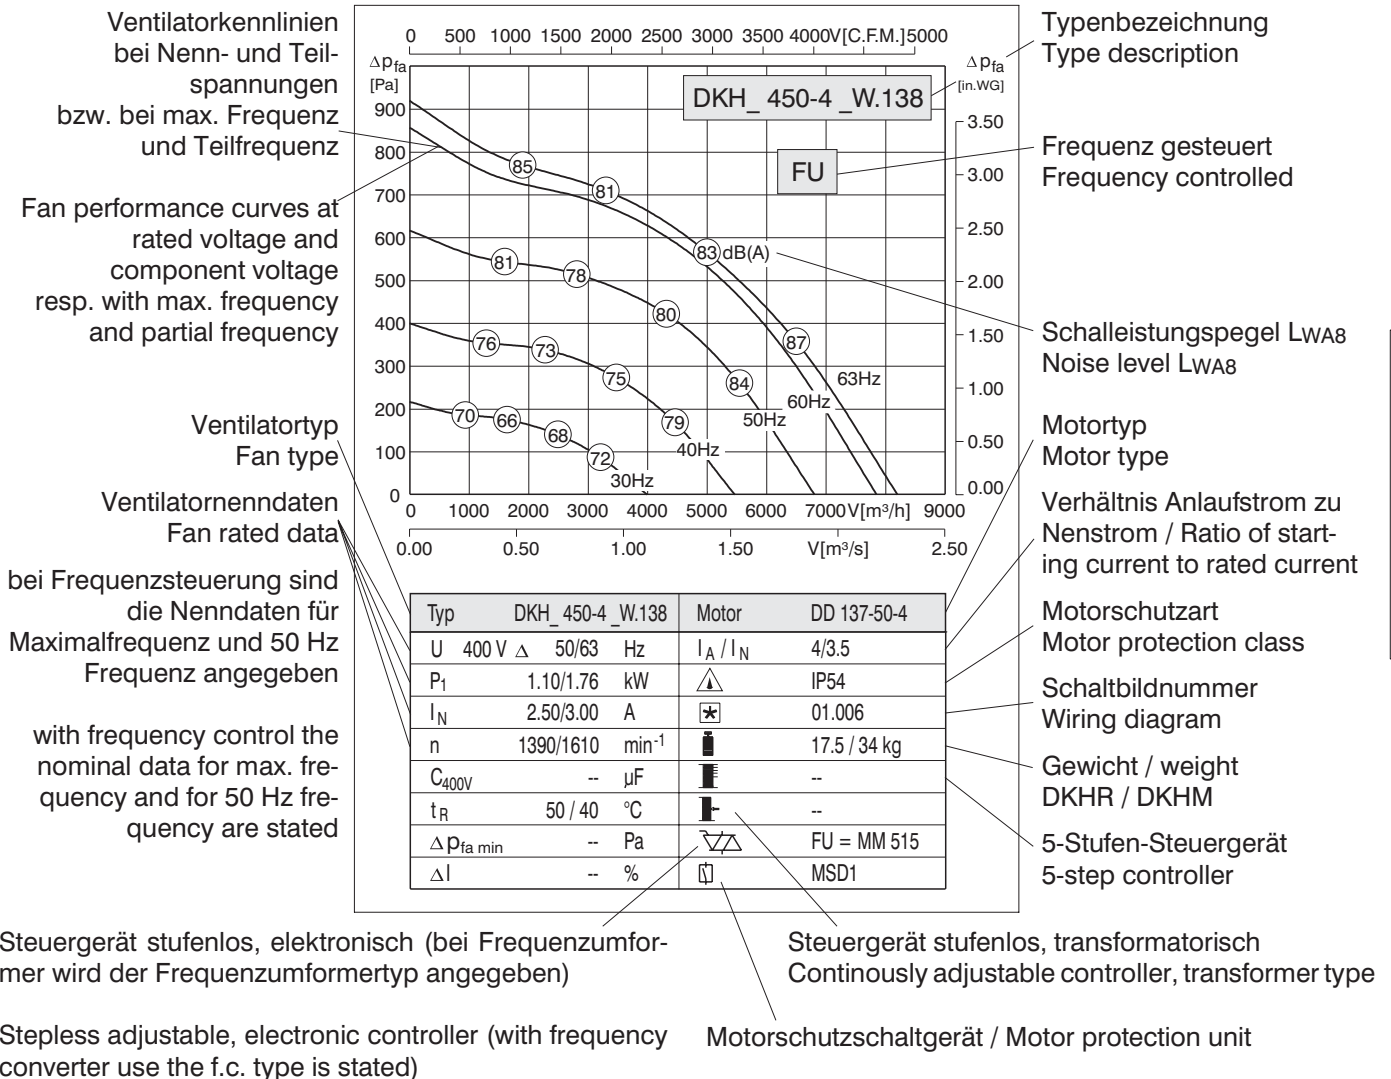 Ventilatorkennlinien
bei Nenn- und Teil-
spannungen
bzw. bei max. Frequenz
und Teilfrequenz
Fan performance curves at
rated voltage and
component voltage
resp. with max. frequency
and partial frequency
Ventilatortyp
Fan type
Ventilatornenndaten
Fan rated data
bei Frequenzsteuerung sind
die Nenndaten für
Maximalfrequenz und 50 Hz
Frequenz angegeben
with frequency control the
nominal data for max. fre-
quency and for 50 Hz fre-
quency are stated
0 500 1000 1500 2000 2500 3000 3500 4000 V[C.F.M.] 5000
Δpfa
[Pa]
Δpfa
[in.WG]
DKH_ 450-4 _W.138
FU
900
800
700
600
500
400
300
200
100
0
3.50
3.00
2.50
2.00
1.50
1.00
0.50
0.00
85
81
83 dB(A)
87
63Hz
60Hz
81
78
80
84
50Hz
76
73
75
79
40Hz
70
66
68
72
30Hz
0 1000 2000 3000 4000 5000 6000 7000 V[m³/h] 9000
0.00 0.50 1.00 1.50 V[m³/s] 2.50
Typ DKH_ 450-4 _W.138 Motor DD 137-50-4
U 400 V Δ 50/63 Hz IA / IN 4/3.5
P1 1.10/1.76 kW IP54
IN 2.50/3.00 A 01.006
n 1390/1610 min-1 17.5 / 34 kg
C400V -- µF --
tR 50 / 40 °C --
Δpfa min -- Pa FU = MM 515
ΔI -- % MSD1
Typenbezeichnung
Type description
Frequenz gesteuert
Frequency controlled
Schalleistungspegel LWA8
Noise level LWA8
Motortyp
Motor type
Verhältnis Anlaufstrom zu
Nenstrom / Ratio of start-
ing current to rated current
Motorschutzart
Motor protection class
Schaltbildnummer
Wiring diagram
Gewicht / weight
DKHR / DKHM
5-Stufen-Steuergerät
5-step controller
Steuergerät stufenlos, elektronisch (bei Frequenzumfor-
mer wird der Frequenzumformertyp angegeben)
Stepless adjustable, electronic controller (with frequency
converter use the f.c. type is stated)
Steuergerät stufenlos, transformatorisch
Continously adjustable controller, transformer type
Motorschutzschaltgerät / Motor protection unit